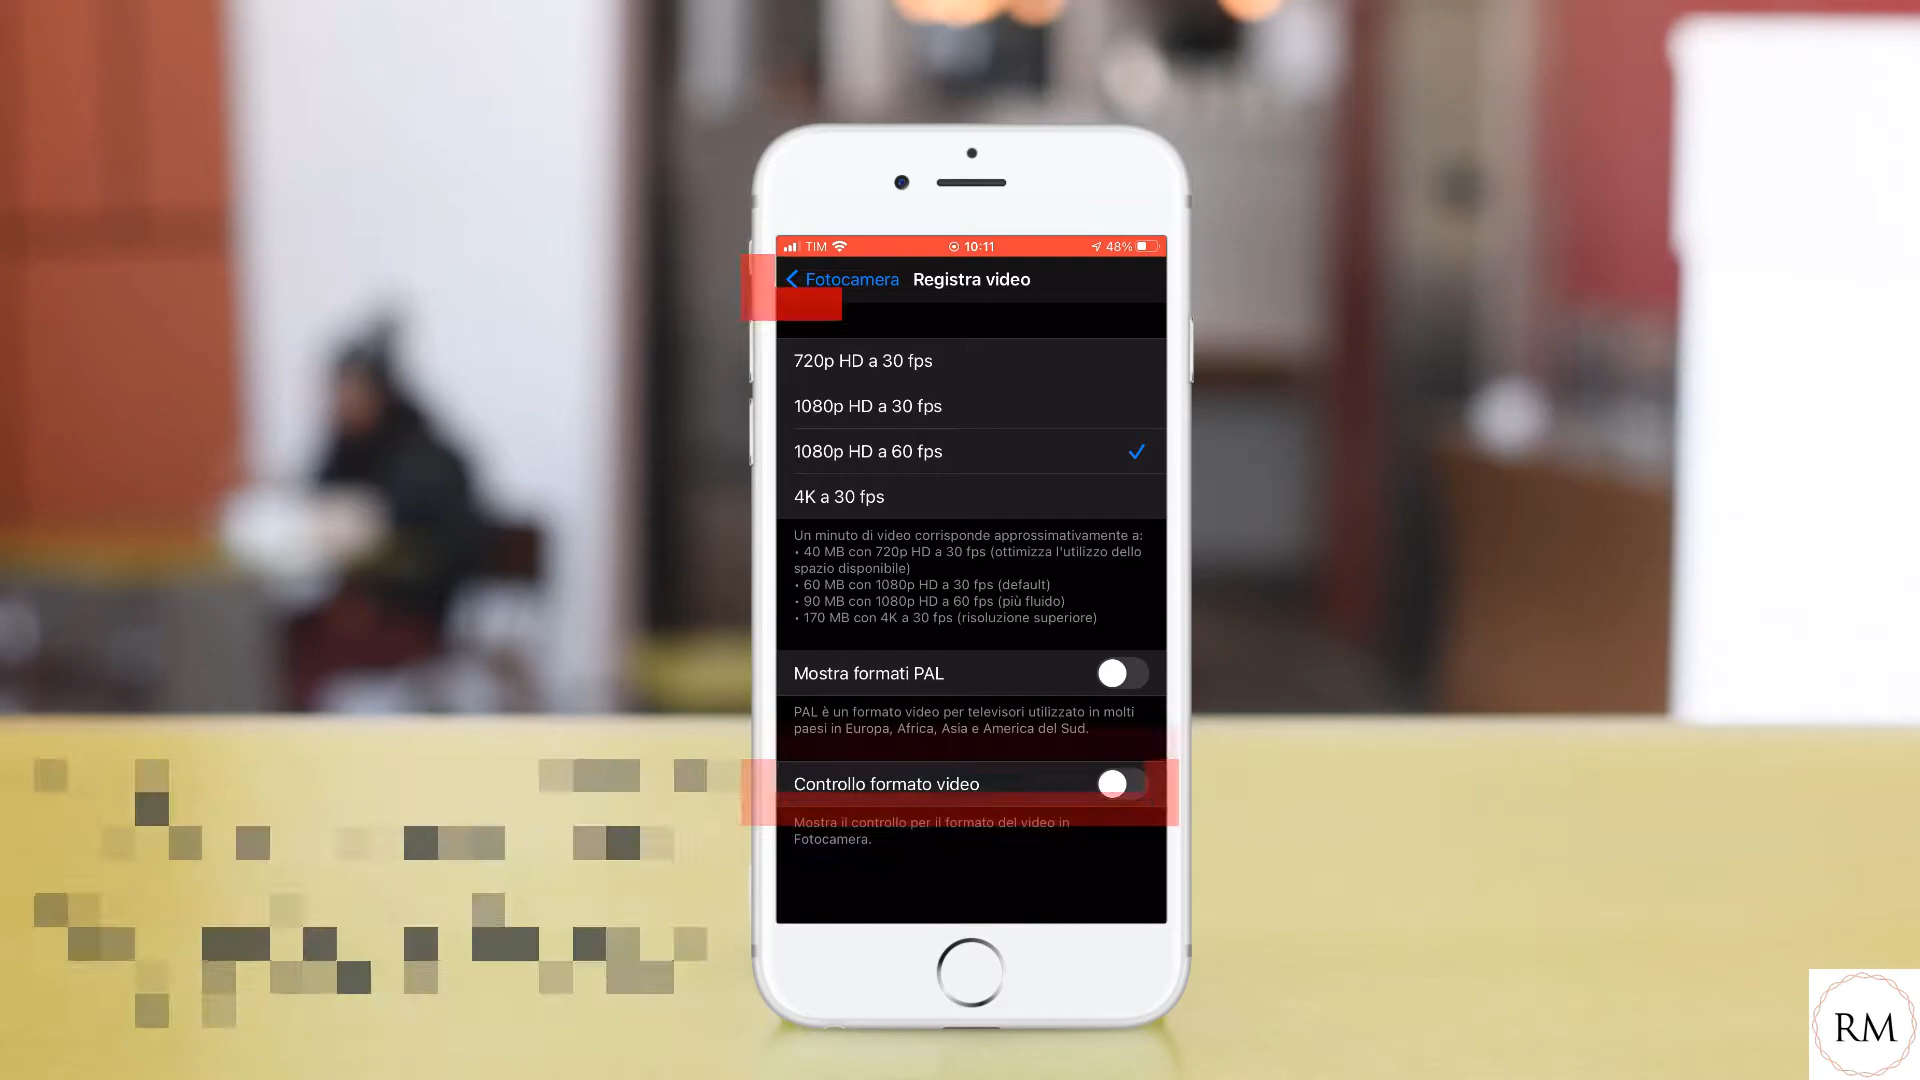 TIM 10:11 48%
Fotocamera Registra video
720p HD a 30 fps
1080p HD a 30 fps
1080p HD a 60 fps
4K a 30 fps
Un minuto di video corrisponde approssimativamente a:
• 40 MB con 720p HD a 30 fps (ottimizza l'utilizzo dello
spazio disponibile)
• 60 MB con 1080p HD a 30 fps (default)
• 90 MB con 1080p HD a 60 fps (più fluido)
• 170 MB con 4K a 30 fps (risoluzione superiore)
Mostra formati PAL
PAL è un formato video per televisori utilizzato in molti
paesi in Europa, Africa, Asia e America del Sud.
Controllo formato video
Mostra il controllo per il formato del video in
Fotocamera.
RM